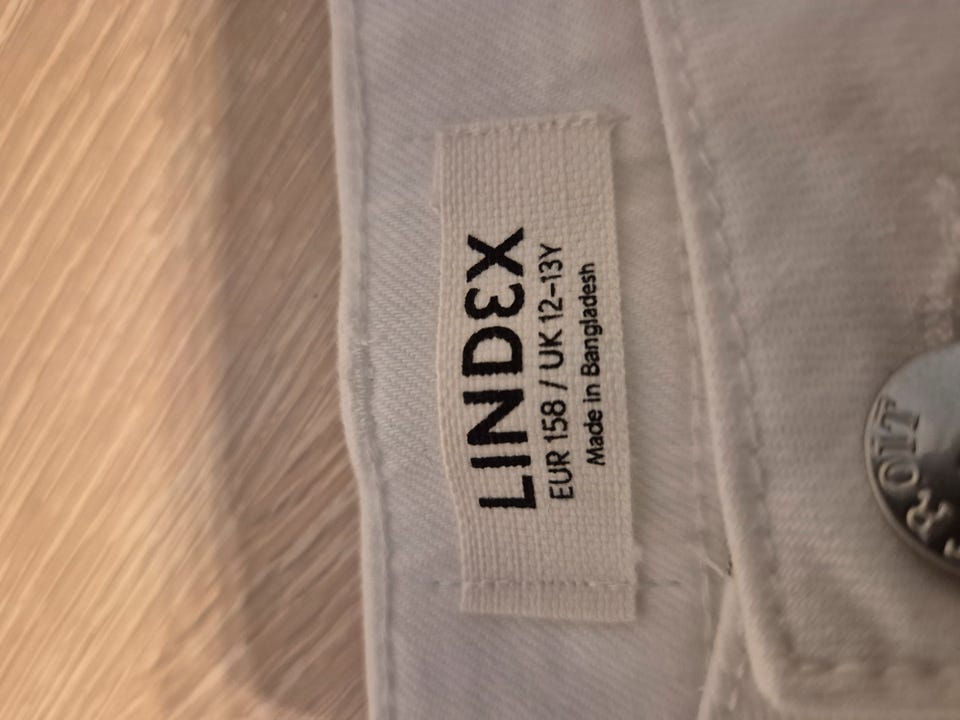 LINDEX
EUR 158 / UK 12-13Y
Made in Bangladesh